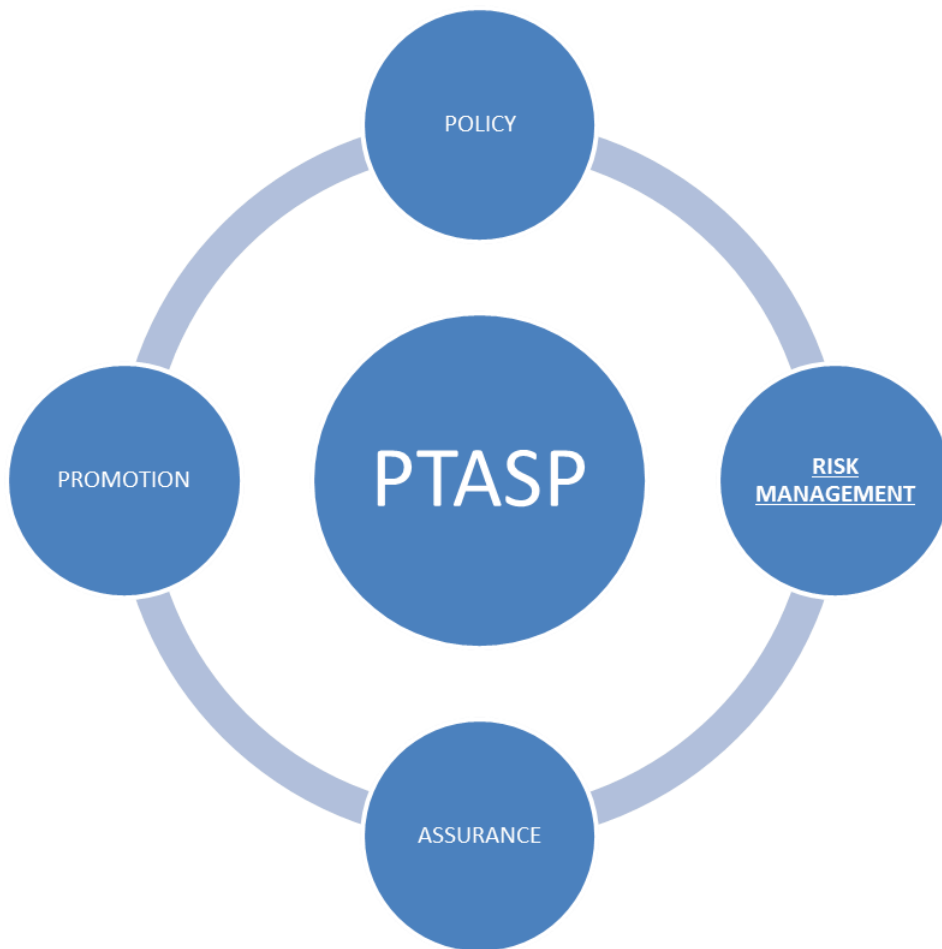 POLICY
PROMOTION
PTASP
RISK
MANAGEMENT
ASSURANCE